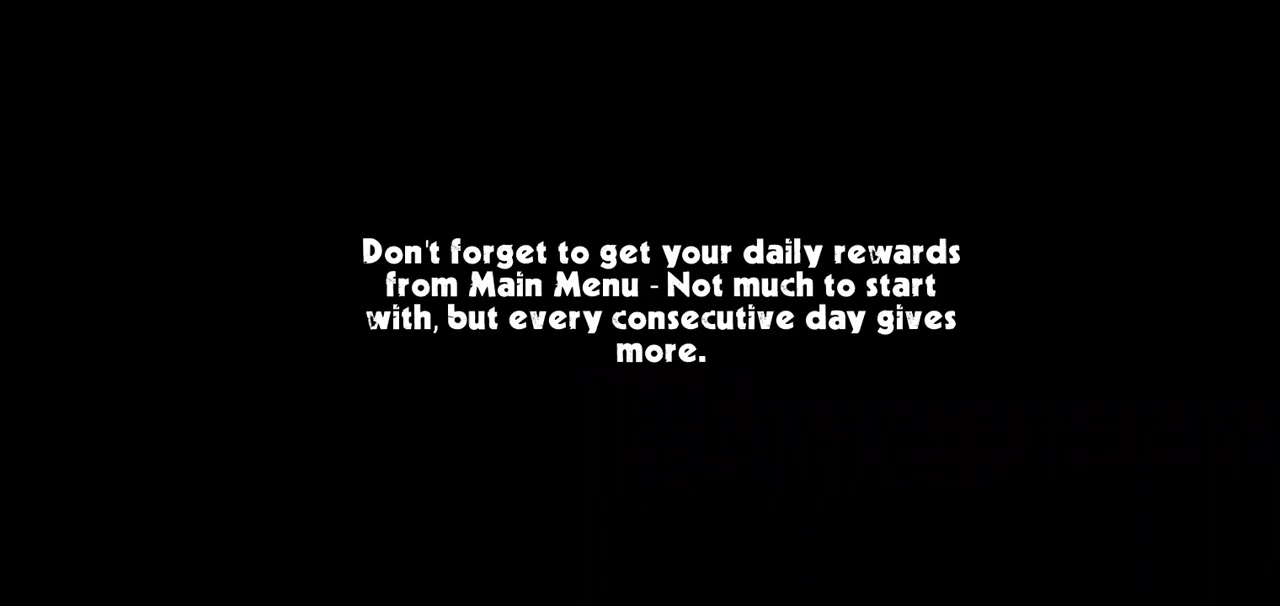 Don't forget to get your daily rewards
from Main Menu - Not much to start
with, but every consecutive day gives
more.